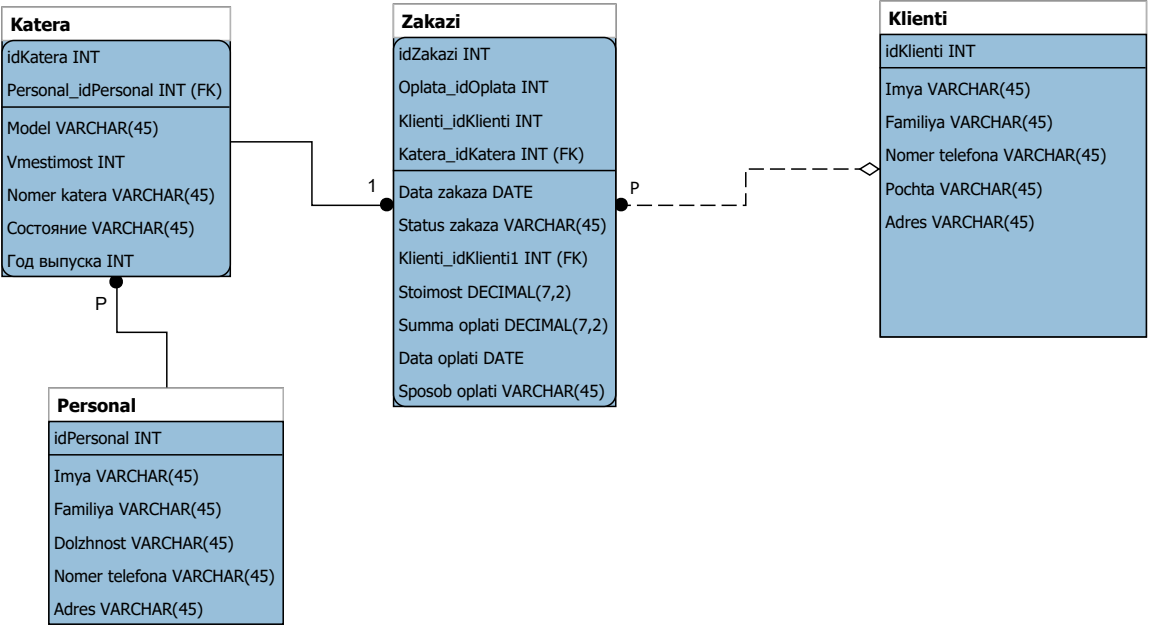 Katera
idKatera INT
Personal_idPersonal INT (FK)
Model VARCHAR(45)
Vmestimost INT
Nomer katera VARCHAR(45)
Состояние VARCHAR(45)
Год выпуска INT
P
Personal
idPersonal INT
Imya VARCHAR(45)
Familiya VARCHAR(45)
Dolzhnost VARCHAR(45)
Nomer telefona VARCHAR(45)
Adres VARCHAR(45)
1
Zakazi
idZakazi INT
Oplata_idOplata INT
Klienti_idKlienti INT
Katera_idKatera INT (FK)
Data zakaza DATE
Status zakaza VARCHAR(45)
Klienti_idKlienti1 INT (FK)
Stoimost DECIMAL(7,2)
Summa oplati DECIMAL(7,2)
Data oplati DATE
Sposob oplati VARCHAR(45)
P
Klienti
idKlienti INT
Imya VARCHAR(45)
Familiya VARCHAR(45)
Nomer telefona VARCHAR(45)
Pochta VARCHAR(45)
Adres VARCHAR(45)